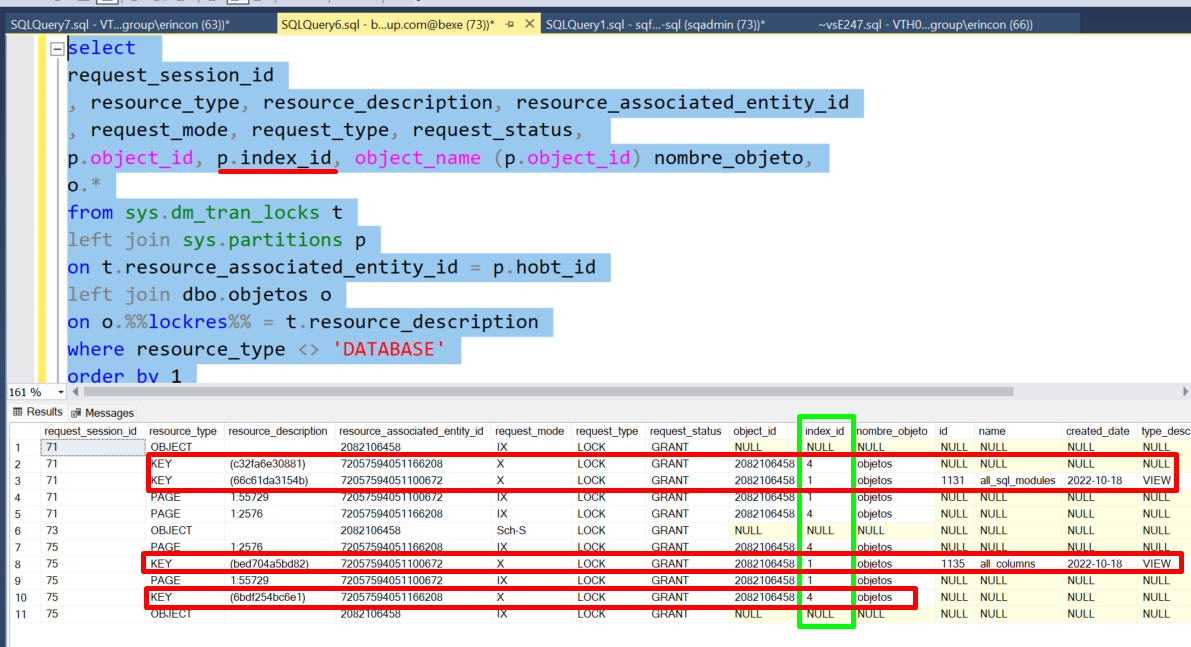 SQLQuery7.sql - VT...group\erincon (63))*
SQLQuery6.sql - b...up.com@bexe (73))*
SQLQuery1.sql - sqf...-sql (sqadmin (73))*
~vsE247.sql - VTH0...group\erincon (66))
select
request_session_id
, resource_type, resource_description, resource_associated_entity_id
, request_mode, request_type, request_status,
p.object_id, p.index_id, object_name (p.object_id) nombre_objeto,
o.*
from sys.dm_tran_locks t
left join sys.partitions p
on t.resource_associated_entity_id = p.hobt_id
left join dbo.objetos o
on o.%%lockres%% = t.resource_description
where resource_type <> 'DATABASE'
order by 1
161 %
Results Messages
request_session_id resource_type resource_description resource_associated_entity_id request_mode request_type request_status object_id index_id nombre_objeto id name created_date type_desc
1 71 OBJECT 2082106458 IX LOCK GRANT NULL NULL NULL NULL NULL NULL NULL
2 71 KEY (c32fa6e30881) 72057594051166208 X LOCK GRANT 2082106458 4 objetos NULL NULL NULL NULL
3 71 KEY (66c61da3154b) 72057594051100672 X LOCK GRANT 2082106458 1 objetos 1131 all_sql_modules 2022-10-18 VIEW
4 71 PAGE 1:55729 72057594051100672 IX LOCK GRANT 2082106458 1 objetos NULL NULL NULL NULL
5 71 PAGE 1:2576 72057594051166208 IX LOCK GRANT 2082106458 4 objetos NULL NULL NULL NULL
6 73 OBJECT 2082106458 Sch-S LOCK GRANT NULL NULL NULL NULL NULL NULL NULL
7 75 PAGE 1:2576 72057594051166208 IX LOCK GRANT 2082106458 4 objetos NULL NULL NULL NULL
8 75 KEY (bed704a5bd82) 72057594051100672 X LOCK GRANT 2082106458 1 objetos 1135 all_columns 2022-10-18 VIEW
9 75 PAGE 1:55729 72057594051100672 IX LOCK GRANT 2082106458 1 objetos NULL NULL NULL NULL
10 75 KEY (6bdf254bc6e1) 72057594051166208 X LOCK GRANT 2082106458 4 objetos NULL NULL NULL NULL
11 75 OBJECT 2082106458 IX LOCK GRANT NULL NULL NULL NULL NULL NULL NULL